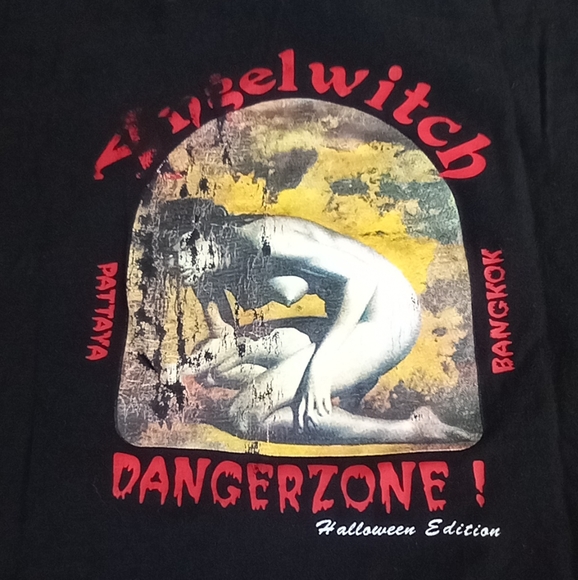 Angelwitch
PATTAYA
BANGKOK
DANGERZONE !
Halloween Edition